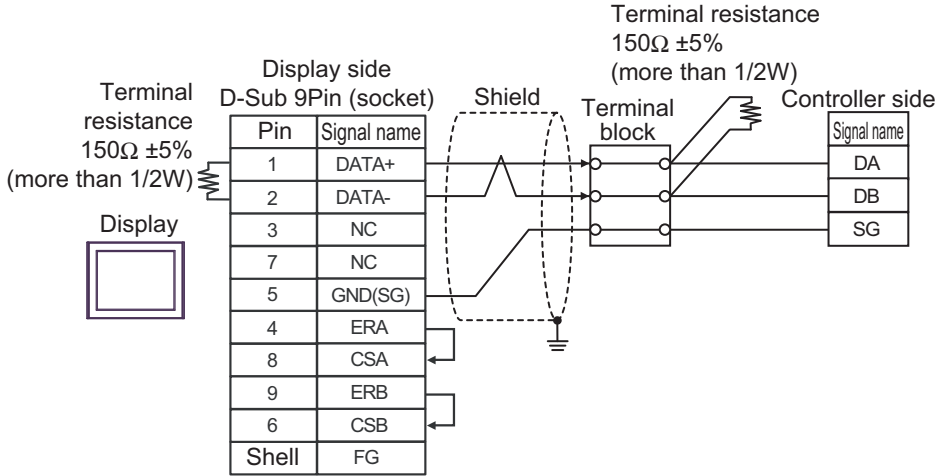 Terminal resistance
150Ω ±5%
(more than 1/2W)
Display side
D-Sub 9Pin (socket)
Terminal
resistance
150Ω ±5%
(more than 1/2W)
Shield
Terminal
block
Controller side
Pin Signal name
1 DATA+
2 DATA-
3 NC
7 NC
5 GND(SG)
4 ERA
8 CSA
9 ERB
6 CSB
Shell FG
Signal name
DA
DB
SG
Display